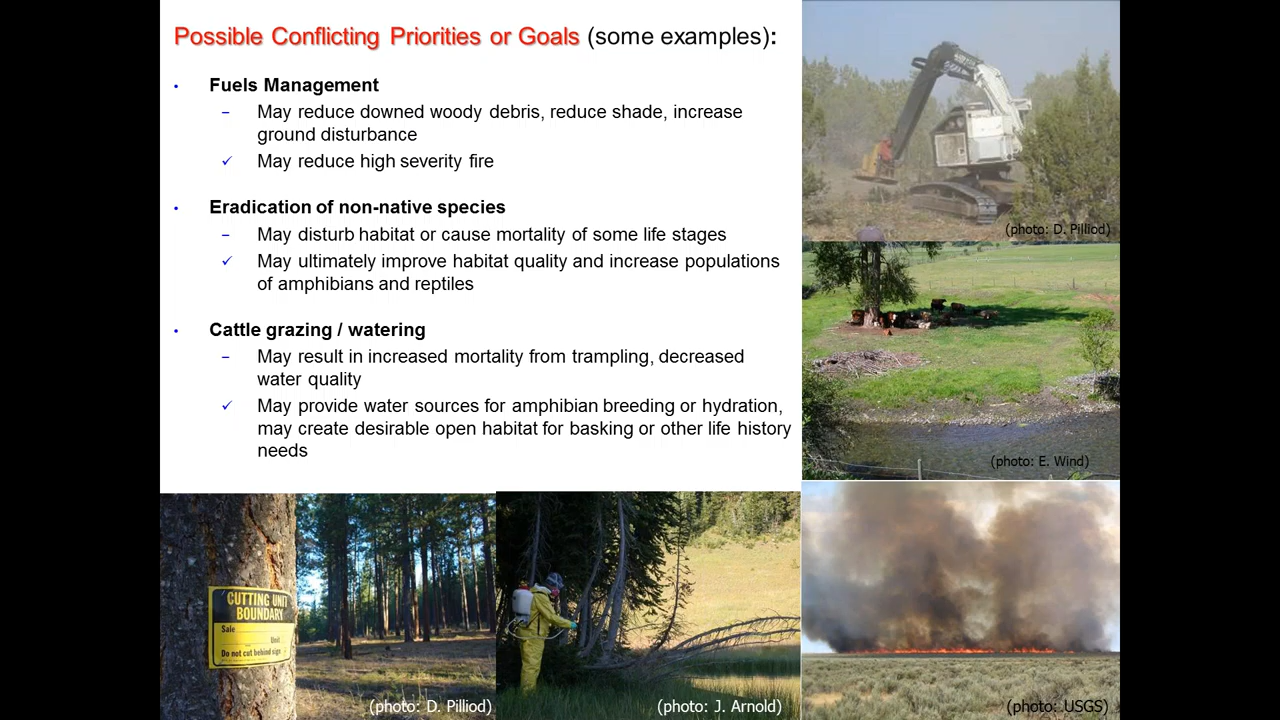 Possible Conflicting Priorities or Goals (some examples):
• Fuels Management
– May reduce downed woody debris, reduce shade, increase
ground disturbance
✓ May reduce high severity fire
• Eradication of non-native species
– May disturb habitat or cause mortality of some life stages
✓ May ultimately improve habitat quality and increase populations
of amphibians and reptiles
• Cattle grazing / watering
– May result in increased mortality from trampling, decreased
water quality
✓ May provide water sources for amphibian breeding or hydration,
may create desirable open habitat for basking or other life history
needs
(photo: D. Pilliod)
(photo: E. Wind)
CUTTING UNIT
BOUNDARY
Sale
Unit
Do not cut behind sign
(photo: D. Pilliod)
(photo: J. Arnold)
(photo: USGS)